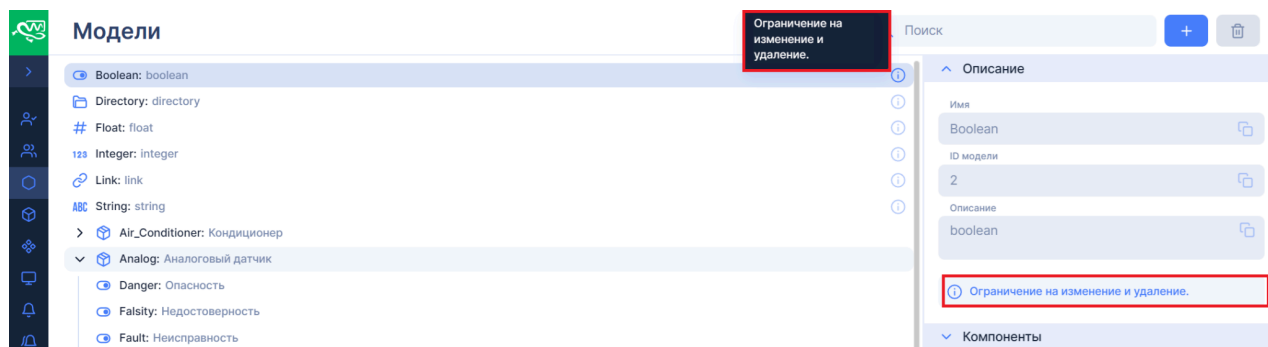 Модели
Ограничение на
изменение и
удаление.
Поиск
Boolean: boolean
Directory: directory
Float: float
123 Integer: integer
Link: link
ABC String: string
Air_Conditioner: Кондиционер
Analog: Аналоговый датчик
Danger: Опасность
Falsity: Недостоверность
Fault: Неисправность
Описание
Имя
Boolean
ID модели
2
Описание
boolean
Ограничение на изменение и удаление.
Компоненты